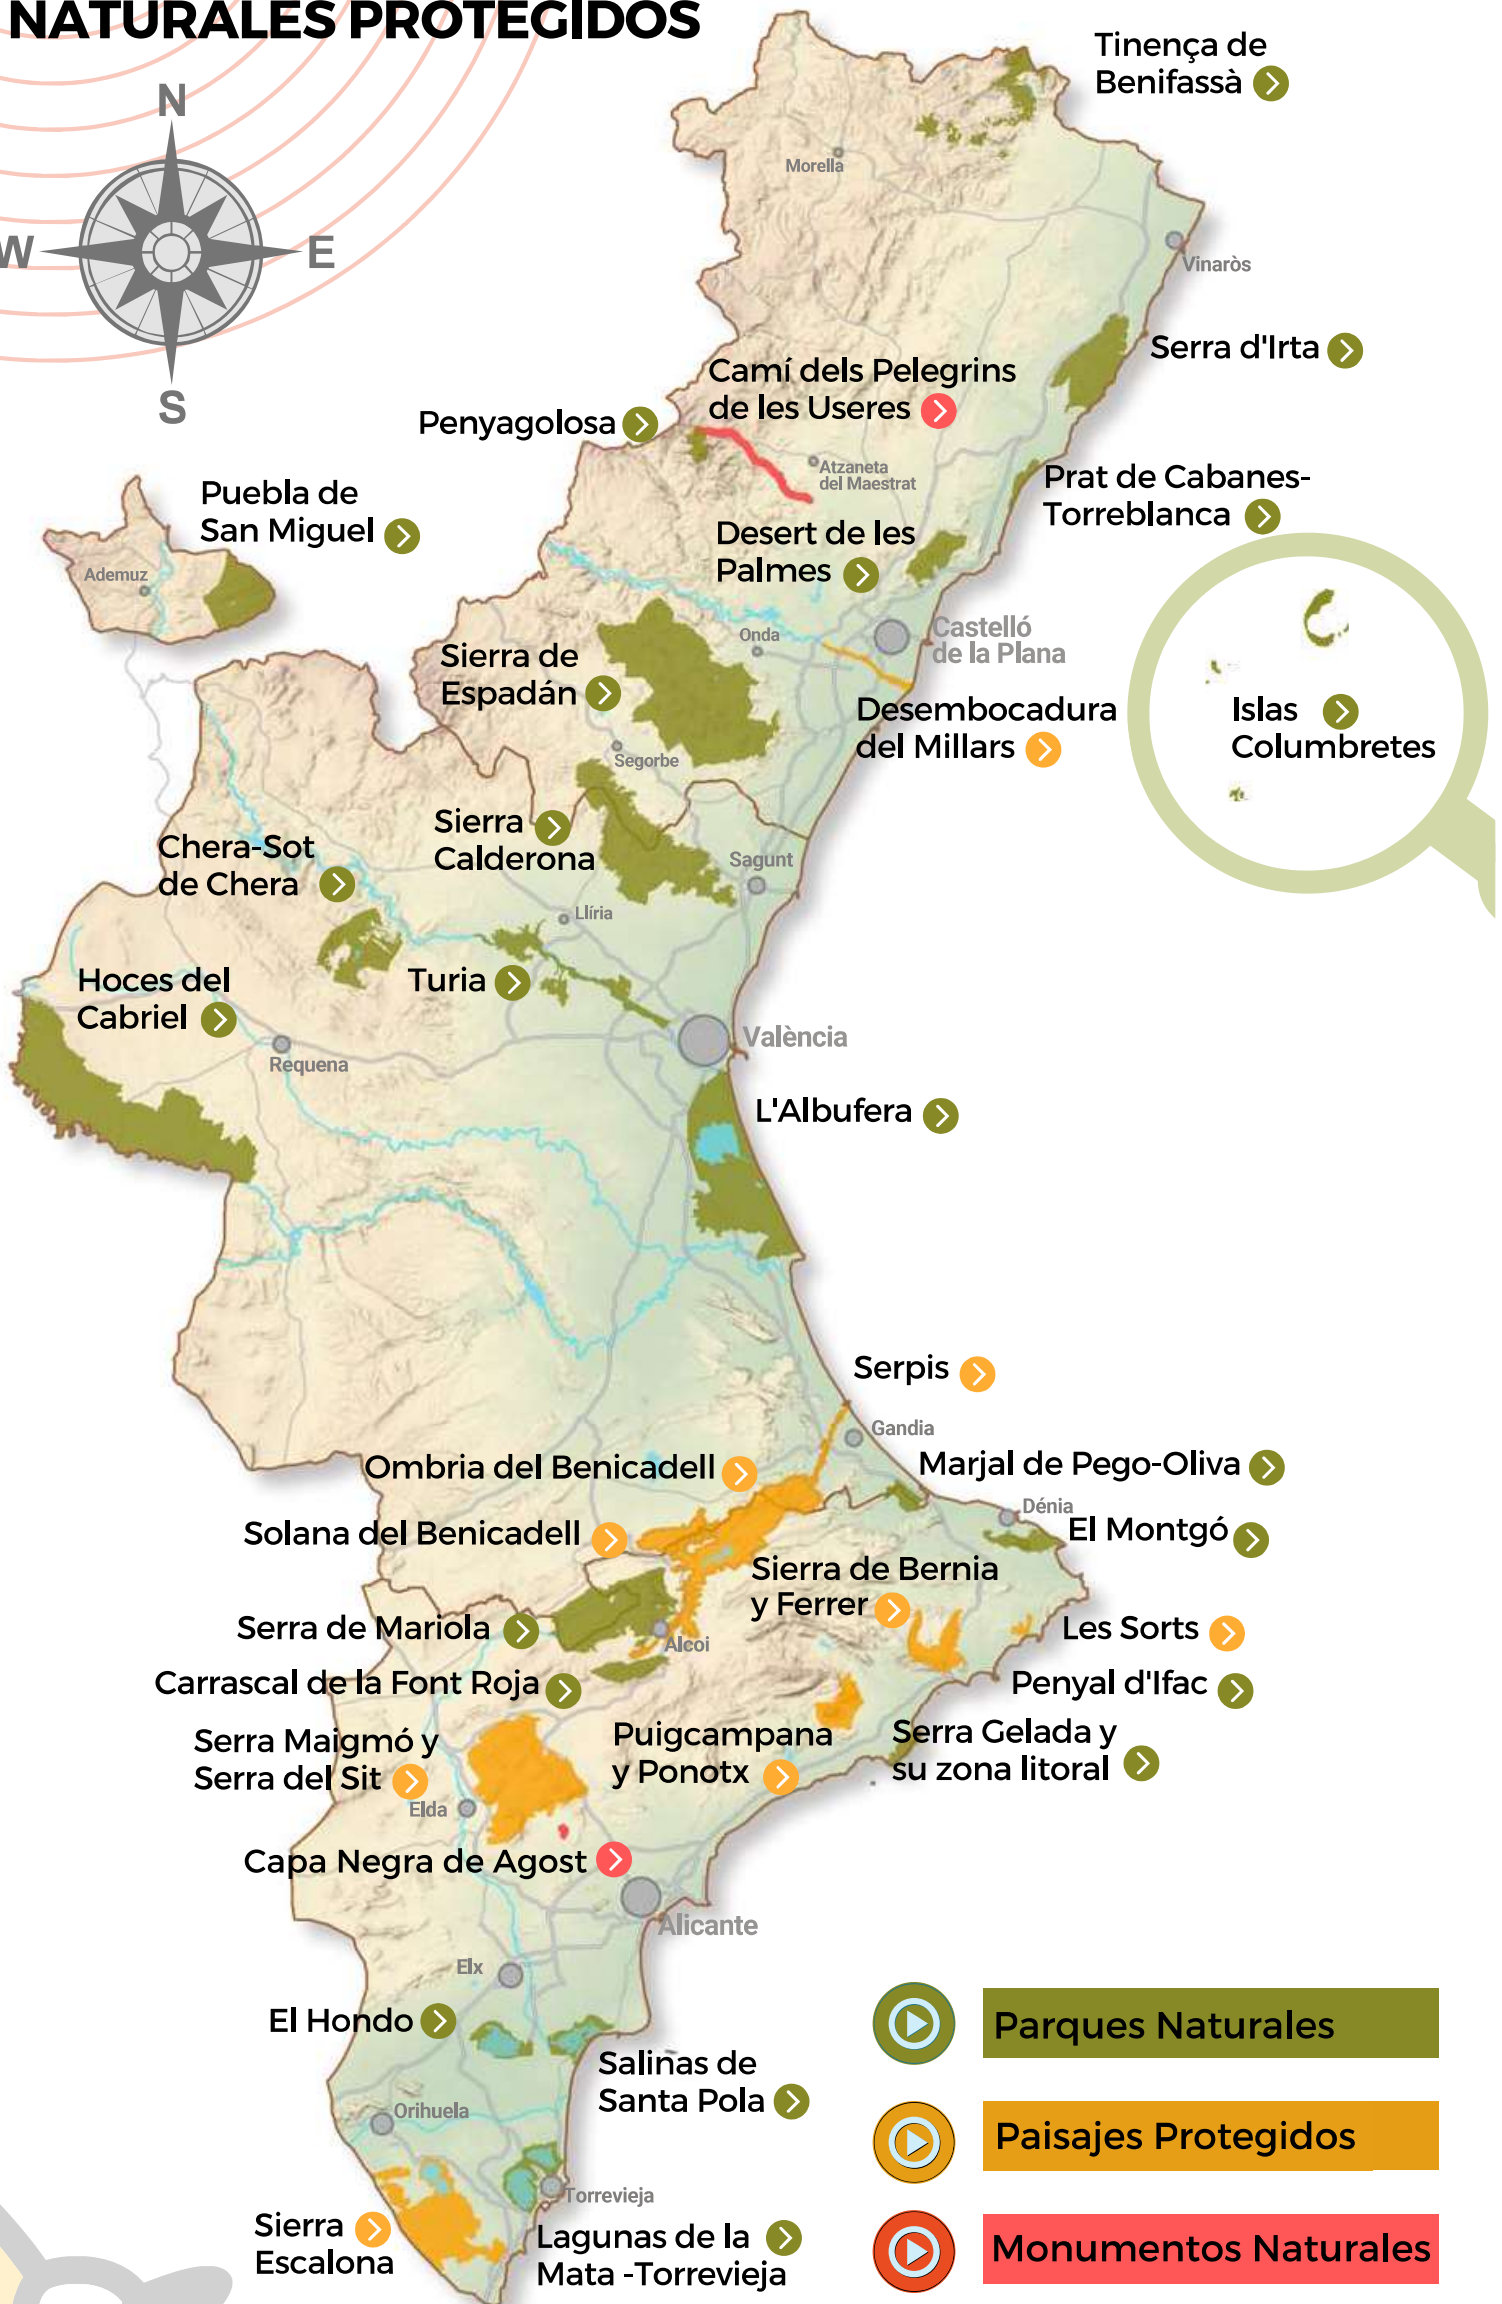 NATURALES PROTEGIDOS
N
W
E
S
Tinença de
Benifassà
Morella
Vinaròs
Serra d'Irta
Camí dels Pelegrins
de les Useres
Penyagolosa
Atzaneta
del Maestrat
Prat de Cabanes-
Torreblanca
Puebla de
San Miguel
Ademuz
Desert de les
Palmes
Onda
Castelló
de la Plana
Sierra de
Espadán
Desembocadura
del Millars
Islas
Columbretes
Segorbe
Sierra
Calderona
Chera-Sot
de Chera
Sagunt
Llíria
Hoces del
Cabriel
Turia
València
Requena
L'Albufera
Serpis
Gandia
Ombria del Benicadell
Marjal de Pego-Oliva
Dénia
Solana del Benicadell
El Montgó
Sierra de Bernia
y Ferrer
Serra de Mariola
Alcoi
Les Sorts
Carrascal de la Font Roja
Penyal d'Ifac
Serra Maigmó y
Serra del Sit
Puigcampana
y Ponotx
Serra Gelada y
su zona litoral
Elda
Capa Negra de Agost
Alicante
Elx
El Hondo
Parques Naturales
Salinas de
Santa Pola
Orihuela
Paisajes Protegidos
Torrevieja
Sierra
Escalona
Lagunas de la
Mata -Torrevieja
Monumentos Naturales